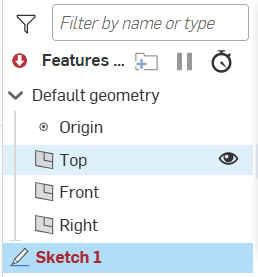 Filter by name or type
Features ...
Default geometry
Origin
Top
Front
Right
Sketch 1